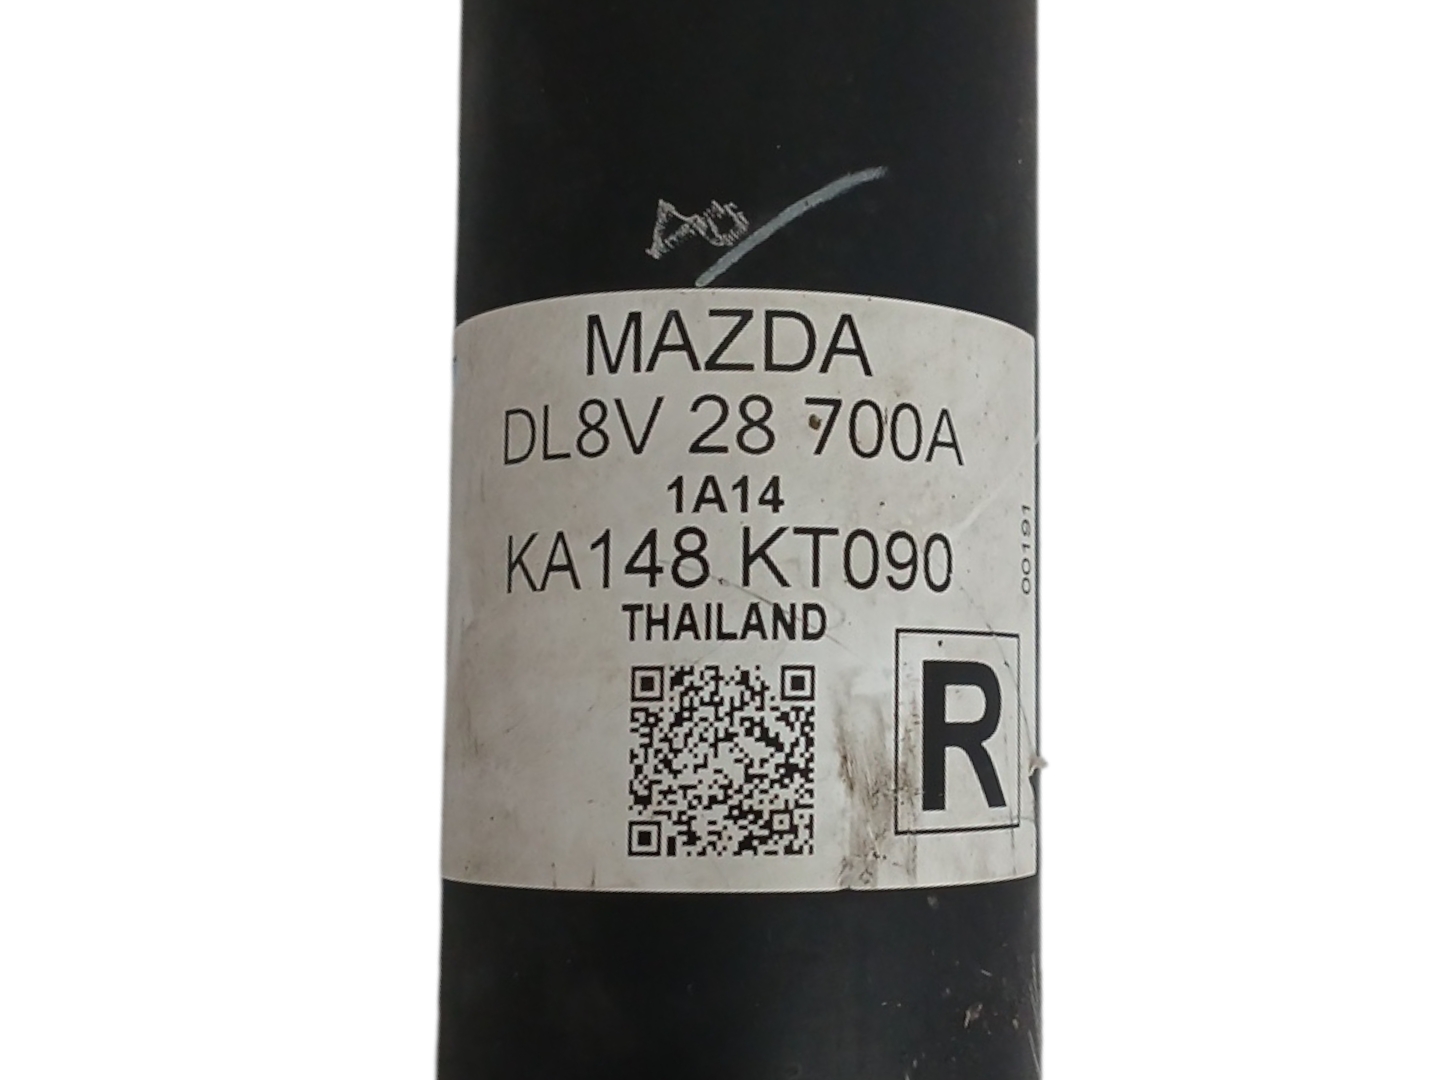 MAZDA
DL8V 28 700A
1A14
KA148 KT090
THAILAND
00191
R